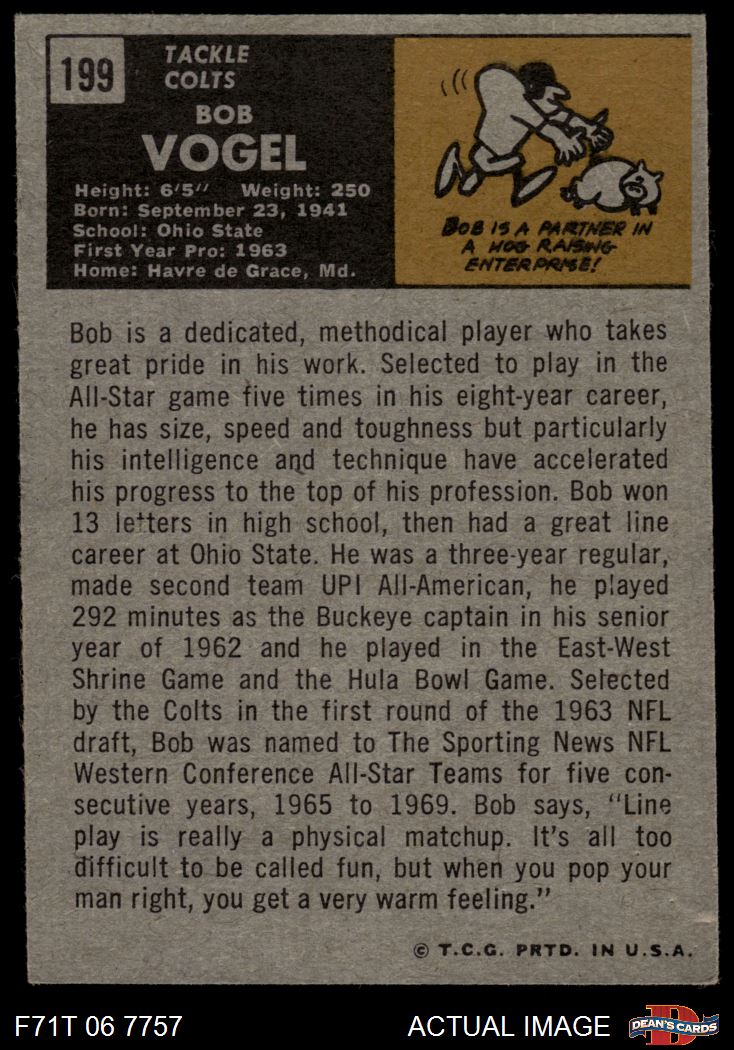 199
TACKLE
COLTS
BOB
VOGEL
Height: 6'5" Weight: 250
Born: September 23, 1941
School: Ohio State
First Year Pro: 1963
Home: Havre de Grace, Md.
BOB IS A PARTNER IN
A HOG RAISING
ENTERPRISE!
Bob is a dedicated, methodical player who takes
great pride in his work. Selected to play in the
All-Star game five times in his eight-year career,
he has size, speed and toughness but particularly
his intelligence and technique have accelerated
his progress to the top of his profession. Bob won
13 letters in high school, then had a great line
career at Ohio State. He was a three-year regular,
made second team UPI All-American, he played
292 minutes as the Buckeye captain in his senior
year of 1962 and he played in the East-West
Shrine Game and the Hula Bowl Game. Selected
by the Colts in the first round of the 1963 NFL
draft, Bob was named to The Sporting News NFL
Western Conference All-Star Teams for five con-
secutive years, 1965 to 1969. Bob says, "Line
play is really a physical matchup. It's all too
difficult to be called fun, but when you pop your
man right, you get a very warm feeling."
© T.C.G. PRTD. IN U.S.A.
F71T 06 7757
ACTUAL IMAGE
D
DEAN'S CARDS